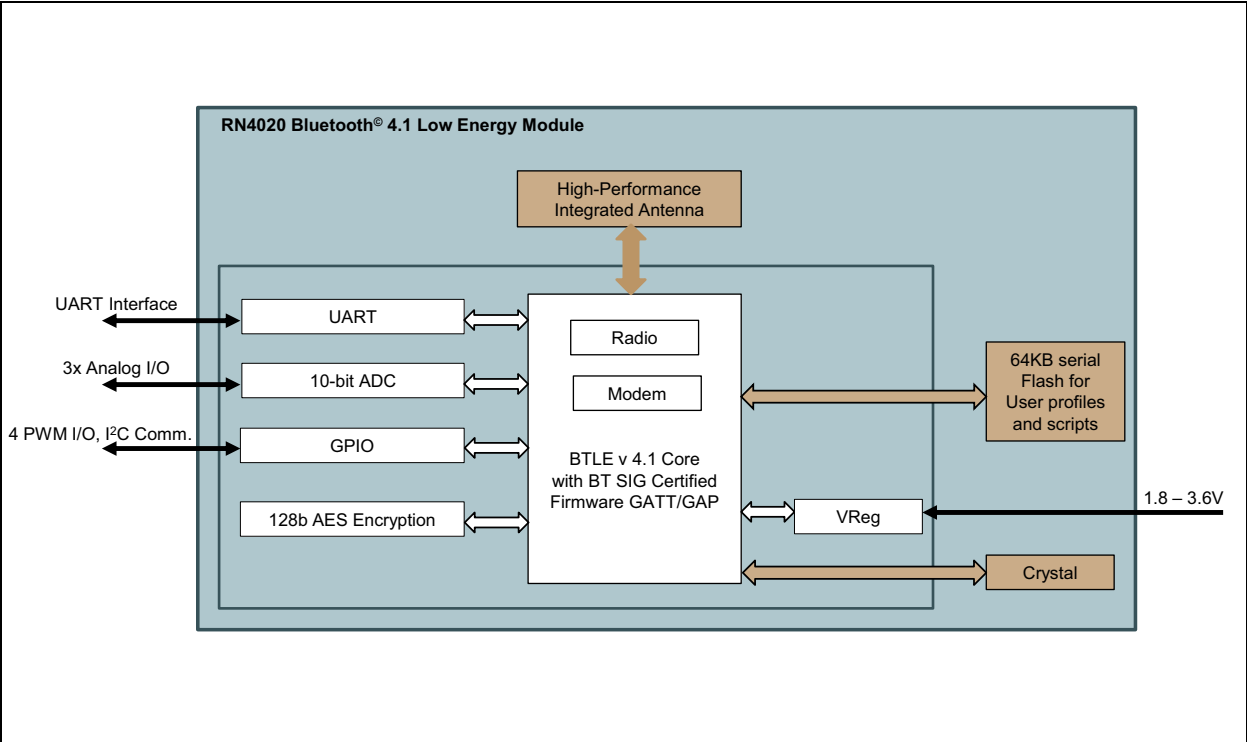 RN4020 Bluetooth© 4.1 Low Energy Module
High-Performance
Integrated Antenna
UART Interface
UART
Radio
3x Analog I/O
10-bit ADC
Modem
64KB serial
Flash for
User profiles
and scripts
4 PWM I/O, I²C Comm.
GPIO
BTLE v 4.1 Core
with BT SIG Certified
Firmware GATT/GAP
128b AES Encryption
VReg
1.8 – 3.6V
Crystal